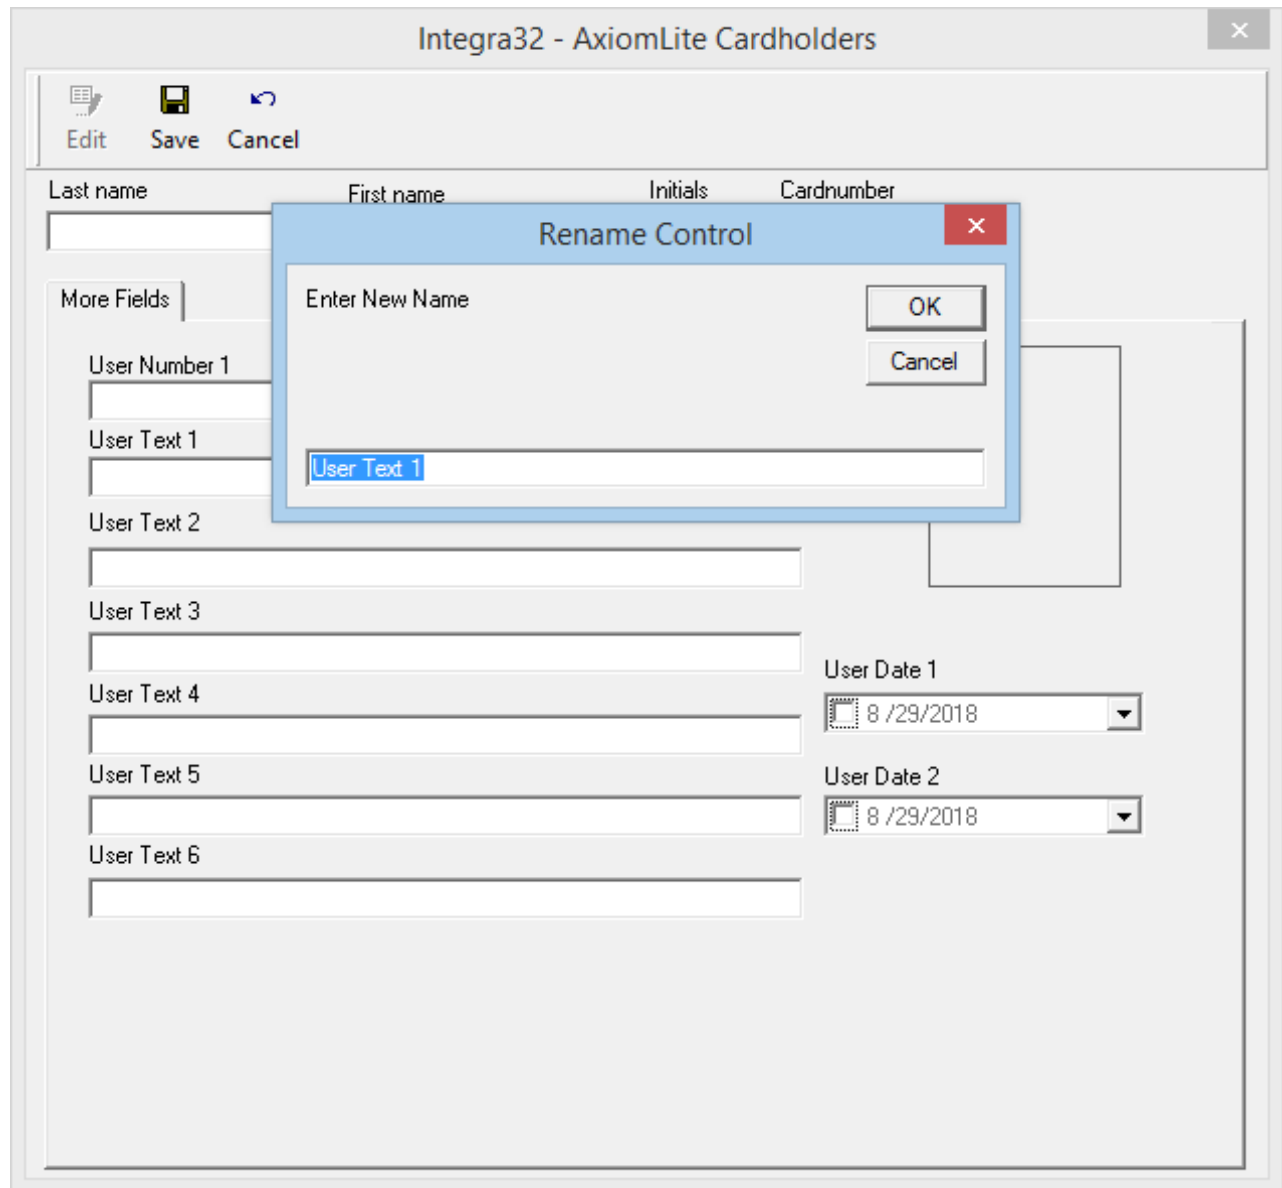 Integra32 - AxiomLite Cardholders
Edit Save Cancel
Last name First name Initials Cardnumber
Rename Control
More Fields
Enter New Name
OK
Cancel
User Number 1
User Text 1
User Text 1
User Text 2
User Text 3
User Text 4
User Text 5
User Text 6
User Date 1
8 /29/2018
User Date 2
8 /29/2018